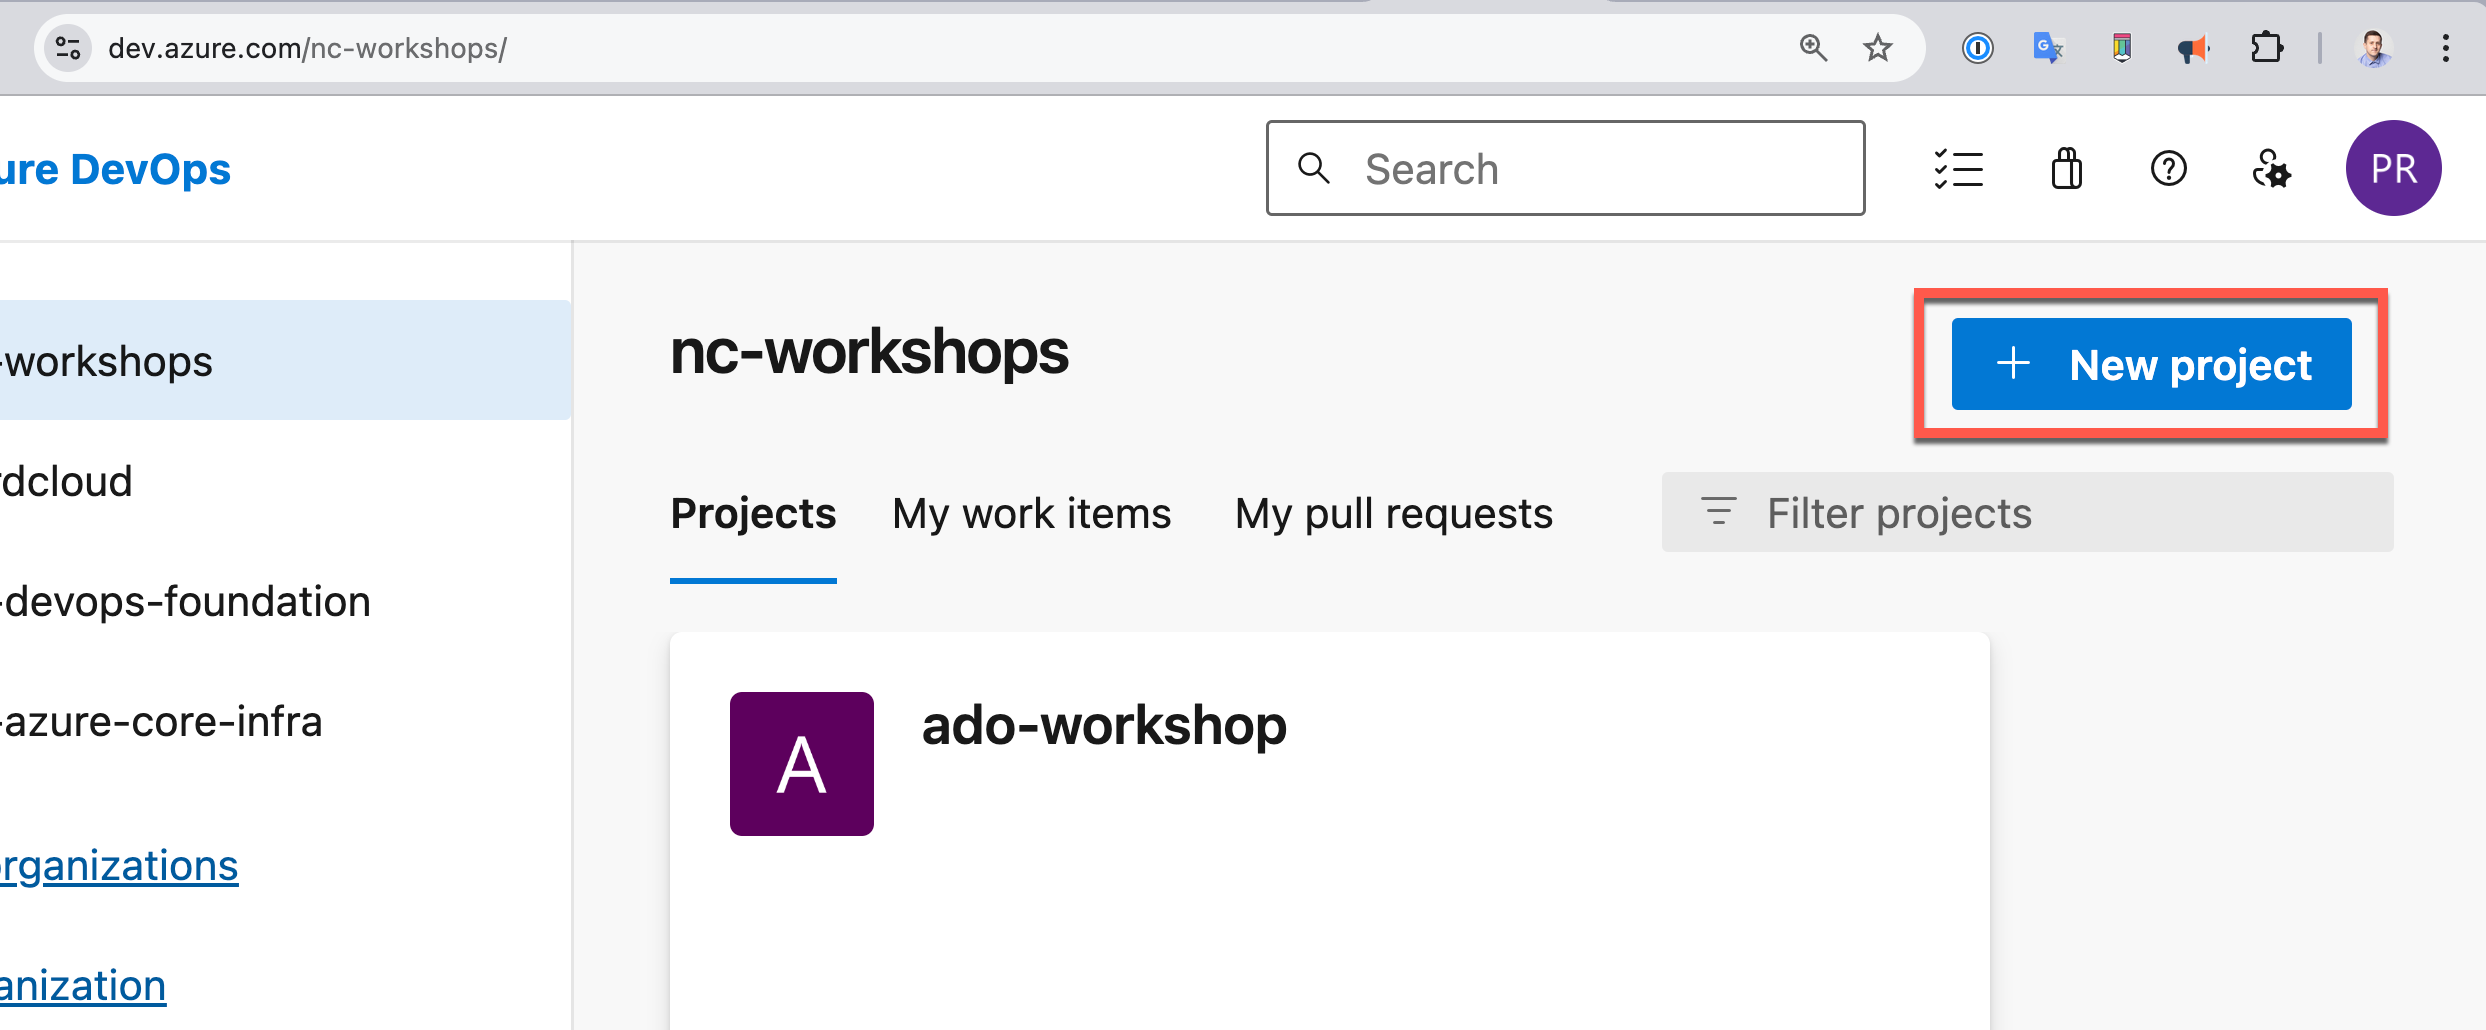 dev.azure.com/nc-workshops/
ure DevOps
Search
PR
-workshops
rdcloud
-devops-foundation
-azure-core-infra
organizations
anization
nc-workshops
+ New project
Projects
My work items
My pull requests
Filter projects
A
ado-workshop